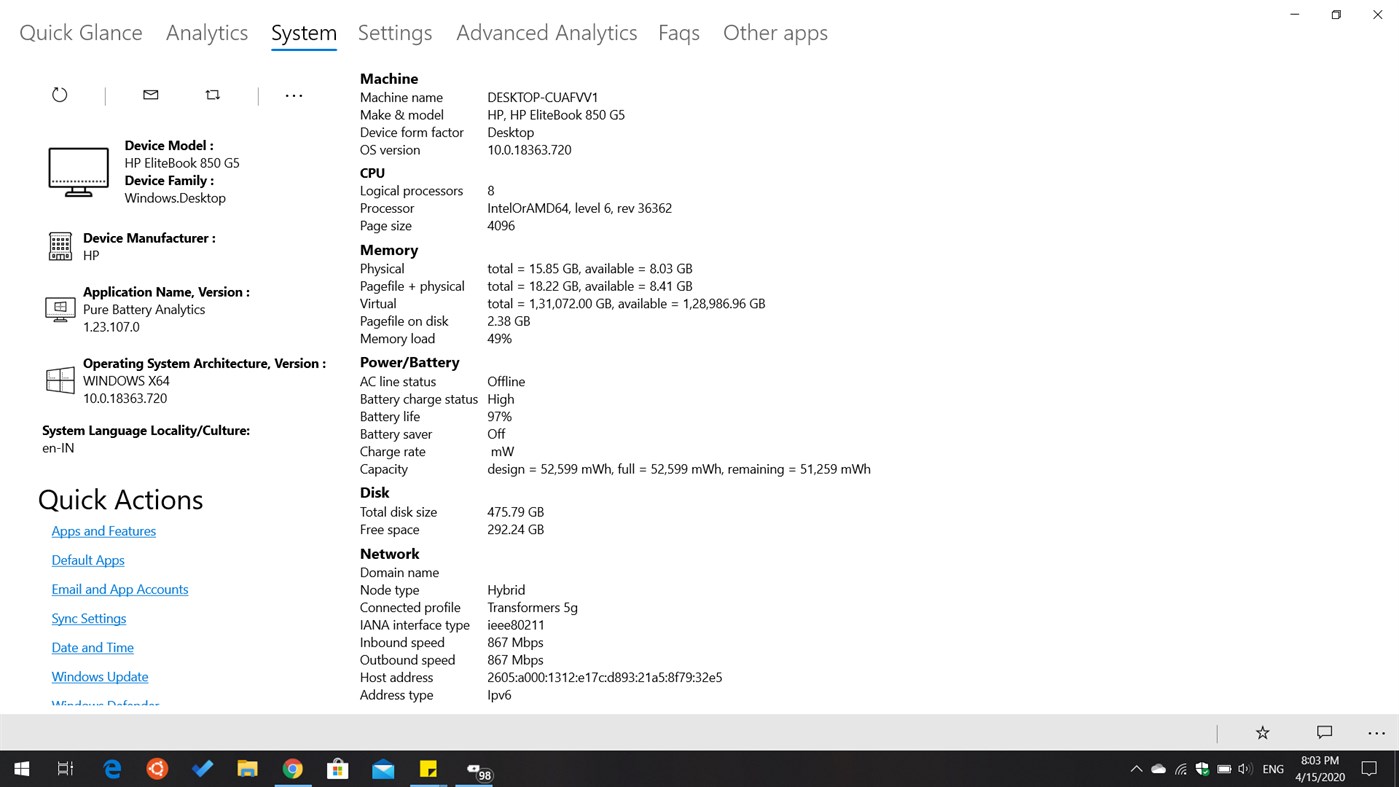 Quick Glance Analytics System Settings Advanced Analytics Faqs Other apps
Device Model :
HP EliteBook 850 G5
Device Family :
Windows.Desktop
Device Manufacturer :
HP
Application Name, Version :
Pure Battery Analytics
1.23.107.0
Operating System Architecture, Version :
WINDOWS X64
10.0.18363.720
System Language Locality/Culture:
en-IN
Quick Actions
Apps and Features
Default Apps
Email and App Accounts
Sync Settings
Date and Time
Windows Update
Windows Defender
Machine
Machine name DESKTOP-CUAFVV1
Make & model HP, HP EliteBook 850 G5
Device form factor Desktop
OS version 10.0.18363.720
CPU
Logical processors 8
Processor IntelOrAMD64, level 6, rev 36362
Page size 4096
Memory
Physical total = 15.85 GB, available = 8.03 GB
Pagefile + physical total = 18.22 GB, available = 8.41 GB
Virtual total = 1,31,072.00 GB, available = 1,28,986.96 GB
Pagefile on disk 2.38 GB
Memory load 49%
Power/Battery
AC line status Offline
Battery charge status High
Battery life 97%
Battery saver Off
Charge rate mW
Capacity design = 52,599 mWh, full = 52,599 mWh, remaining = 51,259 mWh
Disk
Total disk size 475.79 GB
Free space 292.24 GB
Network
Domain name
Node type Hybrid
Connected profile Transformers 5g
IANA interface type ieee80211
Inbound speed 867 Mbps
Outbound speed 867 Mbps
Host address 2605:a000:1312:e17c:d893:21a5:8f79:32e5
Address type Ipv6
98
ENG
8:03 PM
4/15/2020